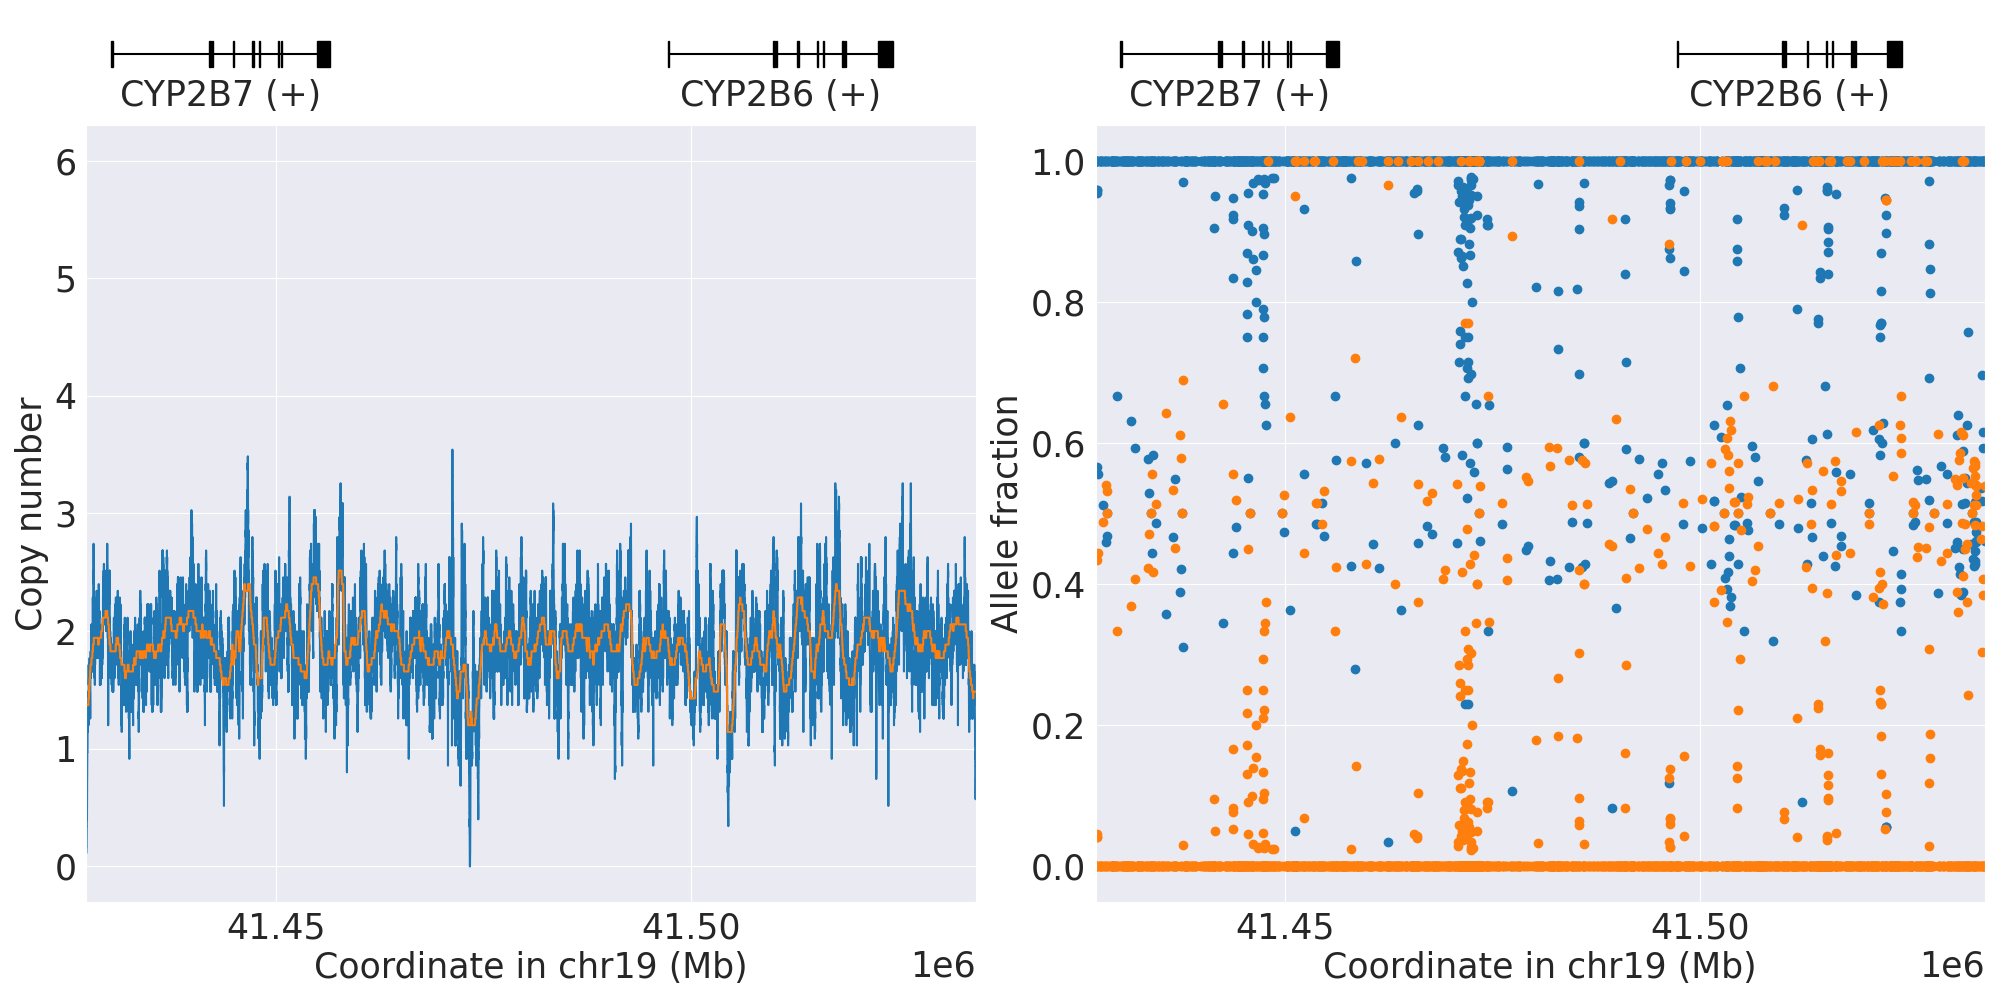 CYP2B7 (+)
CYP2B6 (+)
Copy number
6
5
4
3
2
1
0
41.45
41.50
Coordinate in chr19 (Mb)
1e6
CYP2B7 (+)
CYP2B6 (+)
Allele fraction
1.0
0.8
0.6
0.4
0.2
0.0
41.45
41.50
Coordinate in chr19 (Mb)
1e6